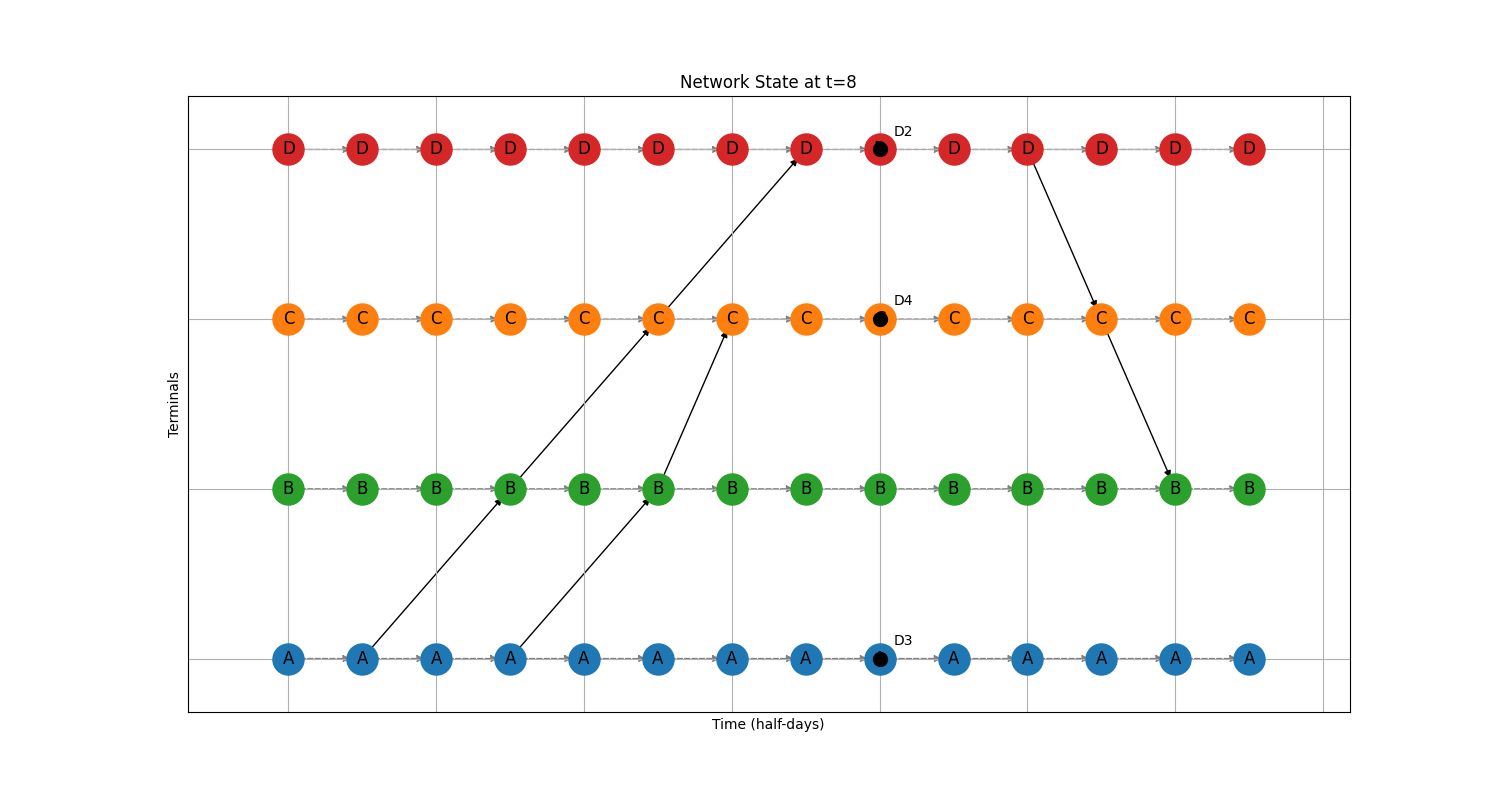 Network State at t=8
D2
D D D D D D D D D D D D D
D4
C C C C C C C C C C C C C
B B B B B B B B B B B B B B
D3
A A A A A A A A A A A A A
Terminals
Time (half-days)